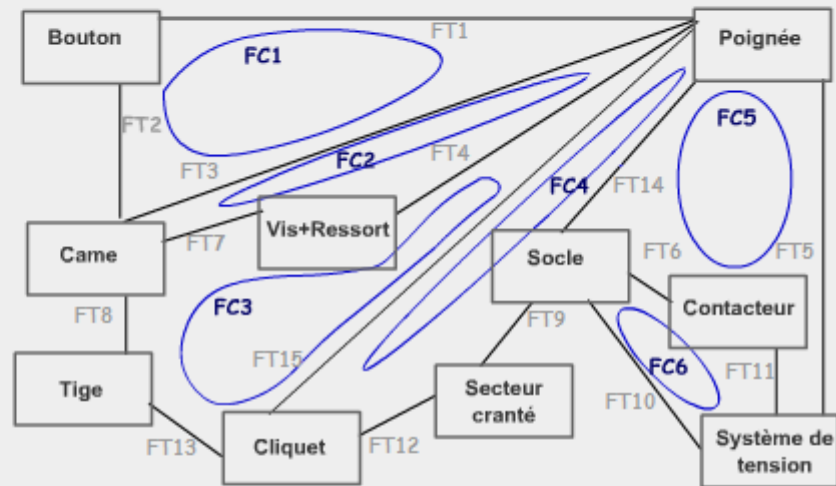 Bouton
FT1
Poignée
FC1
FT2
FC5
FT3
FC2
FT4
FC4
FT14
Vis+Ressort
Came
FT7
Socle
FT6
FT5
FC3
Contacteur
FT8
FT9
FT15
FC6
FT11
Tige
Secteur
cranté
FT10
FT13
Cliquet
FT12
Système de
tension